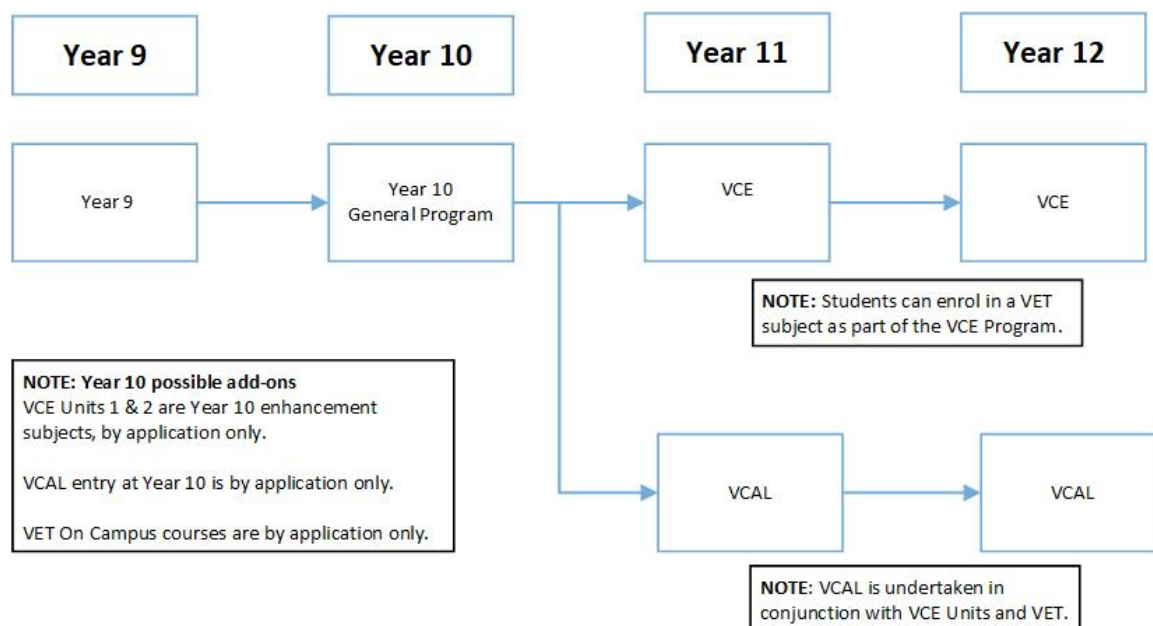 Year 9
Year 10
Year 11
Year 12
Year 9
Year 10
General Program
VCE
VCE
NOTE: Students can enrol in a VET
subject as part of the VCE Program.
NOTE: Year 10 possible add-ons
VCE Units 1 & 2 are Year 10 enhancement
subjects, by application only.
VCAL entry at Year 10 is by application only.
VET On Campus courses are by application only.
VCAL
VCAL
NOTE: VCAL is undertaken in
conjunction with VCE Units and VET.